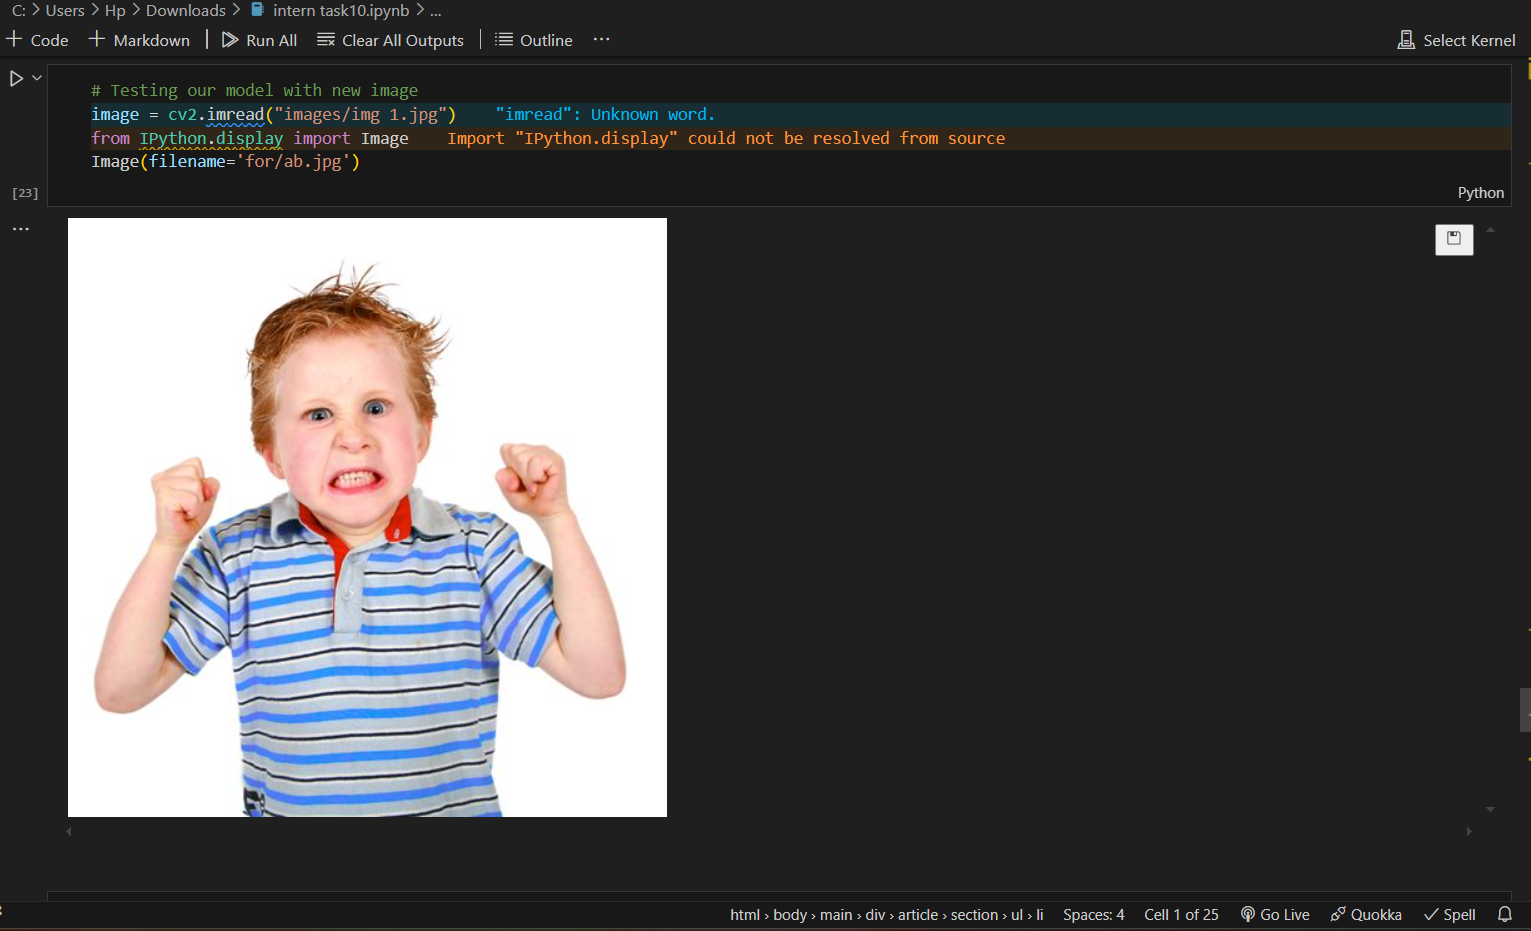 C: > Users > Hp > Downloads > intern task10.ipynb > ...
+ Code + Markdown | Run All Clear All Outputs | Outline ... Select Kernel
# Testing our model with new image
image = cv2.imread("images/img 1.jpg") "imread": Unknown word.
from IPython.display import Image Import "IPython.display" could not be resolved from source
Image(filename='for/ab.jpg')
[23] Python
...
html › body › main › div › article › section › ul › li Spaces: 4 Cell 1 of 25 Go Live Quokka Spell